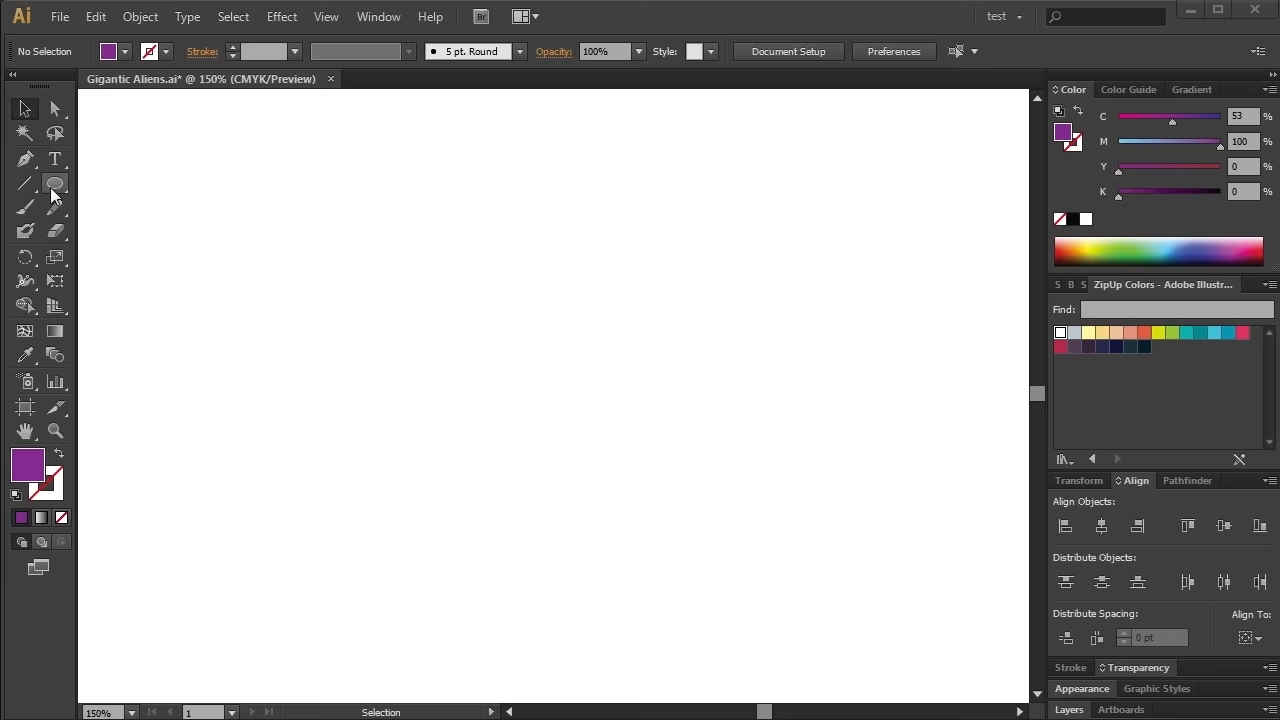 Ai File Edit Object Type Select Effect View Window Help Br test
No Selection Stroke: 5 pt. Round Opacity: 100% Style: Document Setup Preferences
Gigantic Aliens.ai* @ 150% (CMYK/Preview) ×
Color Color Guide Gradient
C 53 %
M 100 %
Y 0 %
K 0 %
S B S ZipUp Colors - Adobe Illustr...
Find:
Transform Align Pathfinder
Align Objects:
Distribute Objects:
Distribute Spacing: Align To:
0 pt
Stroke Transparency
Appearance Graphic Styles
Layers Artboards
150% 1 Selection